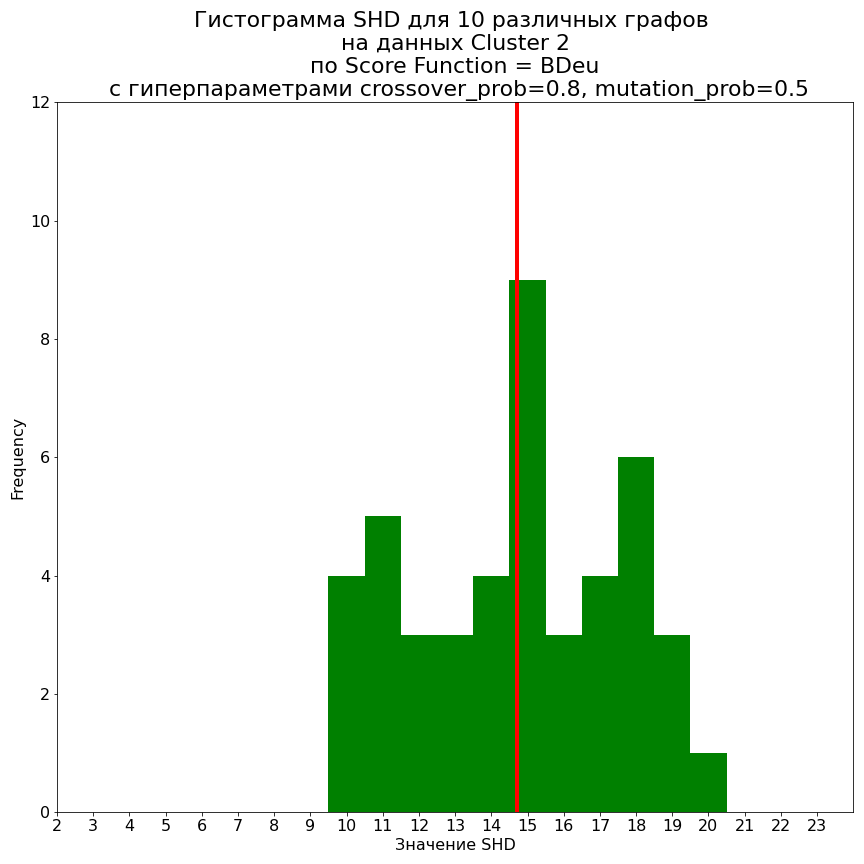 Гистограмма SHD для 10 различных графов
на данных Cluster 2
по Score Function = BDeu
с гиперпараметрами crossover_prob=0.8, mutation_prob=0.5
12
10
8
6
4
2
0
Frequency
2 3 4 5 6 7 8 9 10 11 12 13 14 15 16 17 18 19 20 21 22 23
Значение SHD